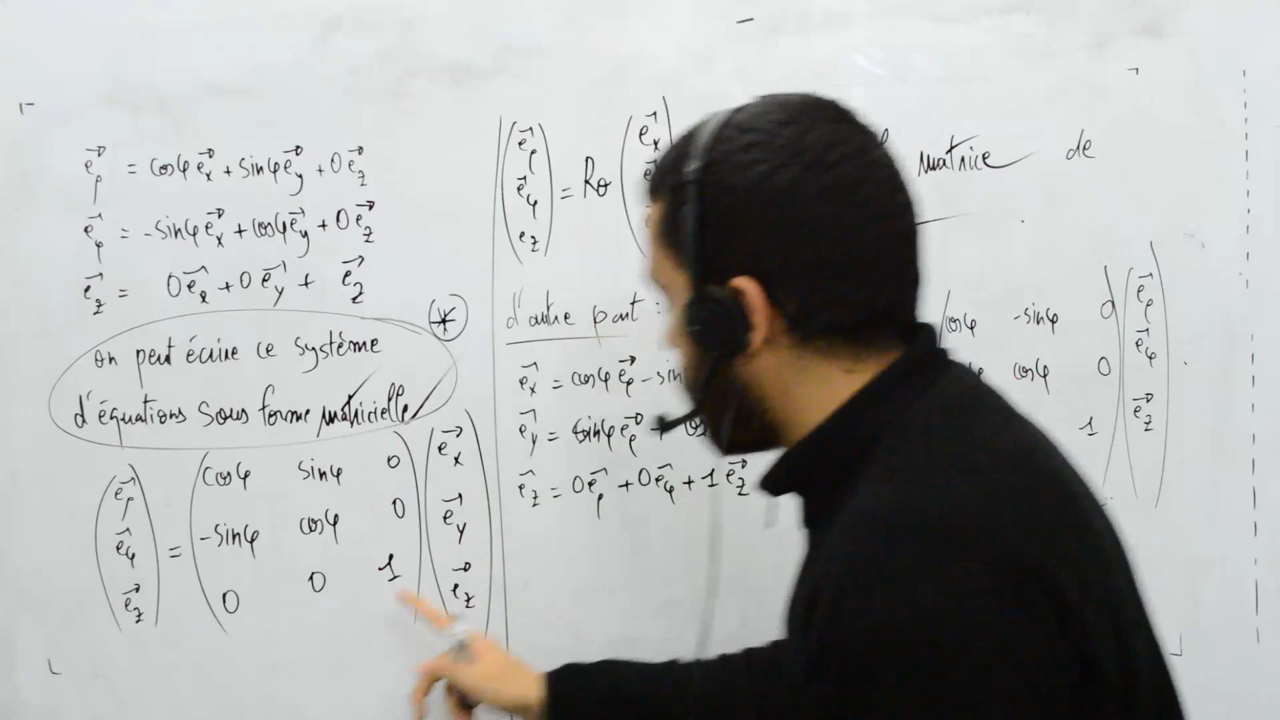 e⃗ρ = cosφ e⃗x + sinφ e⃗y + 0 e⃗z
e⃗φ = -sinφ e⃗x + cosφ e⃗y + 0 e⃗z
e⃗z = 0 e⃗x + 0 e⃗y + e⃗z
on peut écrire ce système
d'équations sous forme matricielle
(*)
(e⃗ρ) = (cosφ sinφ 0) (e⃗x)
(e⃗φ) (-sinφ cosφ 0) (e⃗y)
(e⃗z) (0 0 1) (e⃗z)
(e⃗ρ) = Ro (e⃗x)
(e⃗φ)
(ez)
matrice de
d'autre part :
e⃗x = cosφ e⃗ρ - sin
e⃗y = sinφ e⃗ρ +
e⃗z = 0 e⃗ρ + 0 e⃗φ + 1 e⃗z
(cosφ -sinφ 0) (e⃗ρ)
cosφ 0) (e⃗φ)
1) (e⃗z)